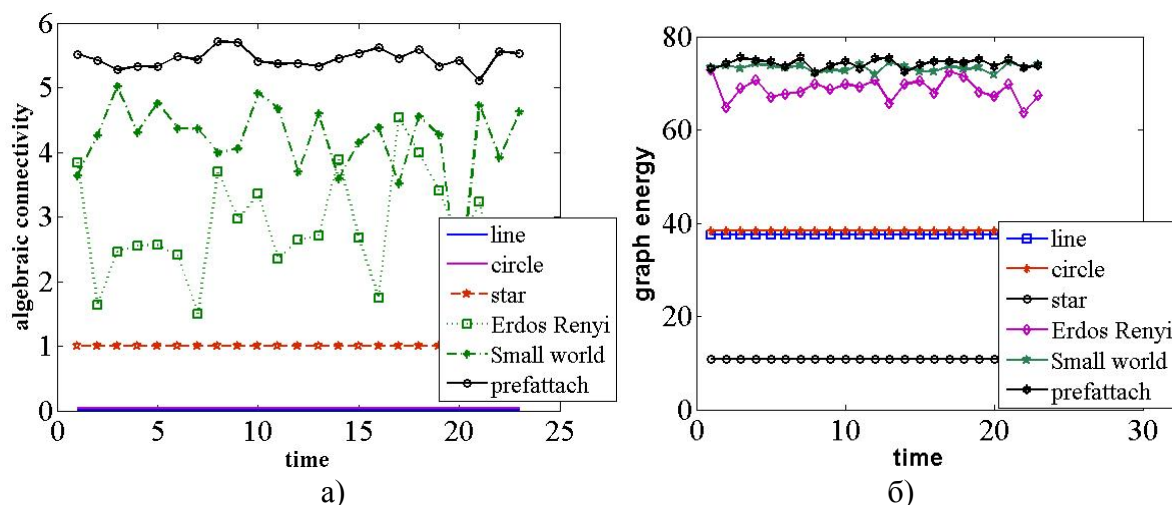 6
5
4
3
2
1
0
0
5
10
15
20
25
algebraic connectivity
time
line
circle
star
Erdos Renyi
Small world
prefattach
а)
80
60
40
20
0
0
10
20
30
graph energy
time
line
circle
star
Erdos Renyi
Small world
prefattach
б)